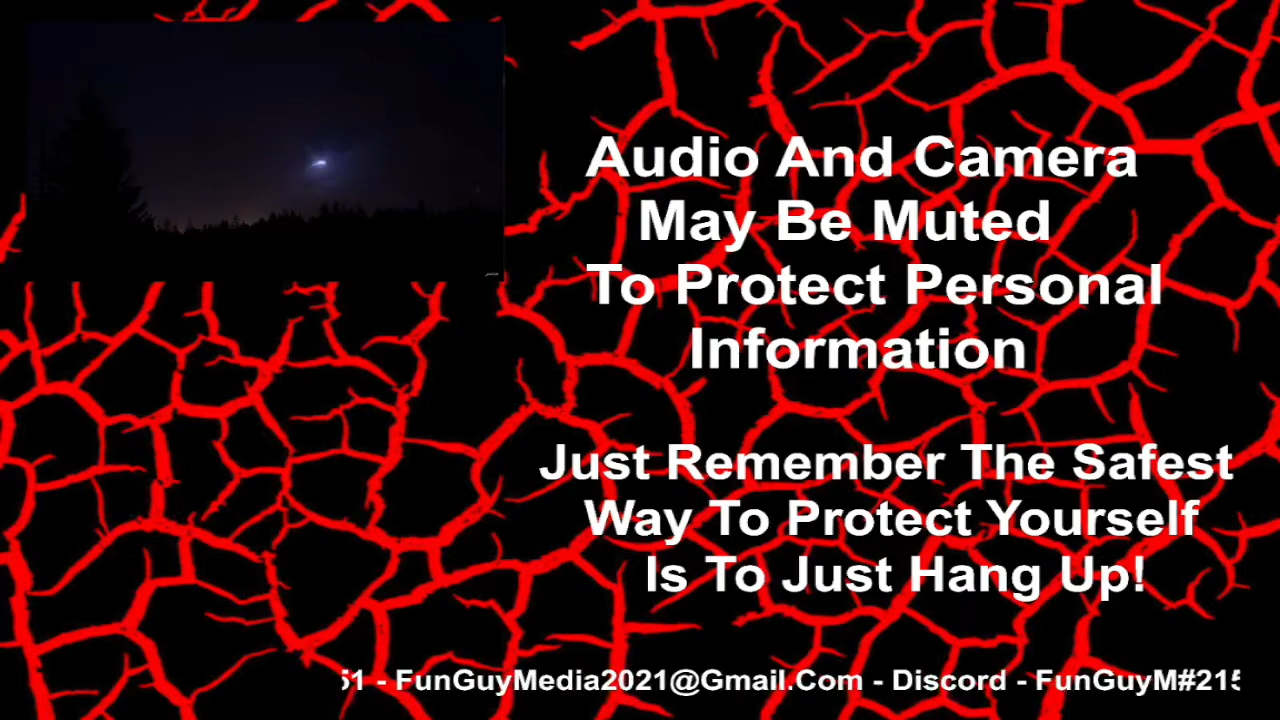 Audio And Camera
May Be Muted
To Protect Personal
Information
Just Remember The Safest
Way To Protect Yourself
Is To Just Hang Up!
51 - FunGuyMedia2021@Gmail.Com - Discord - FunGuyM#215